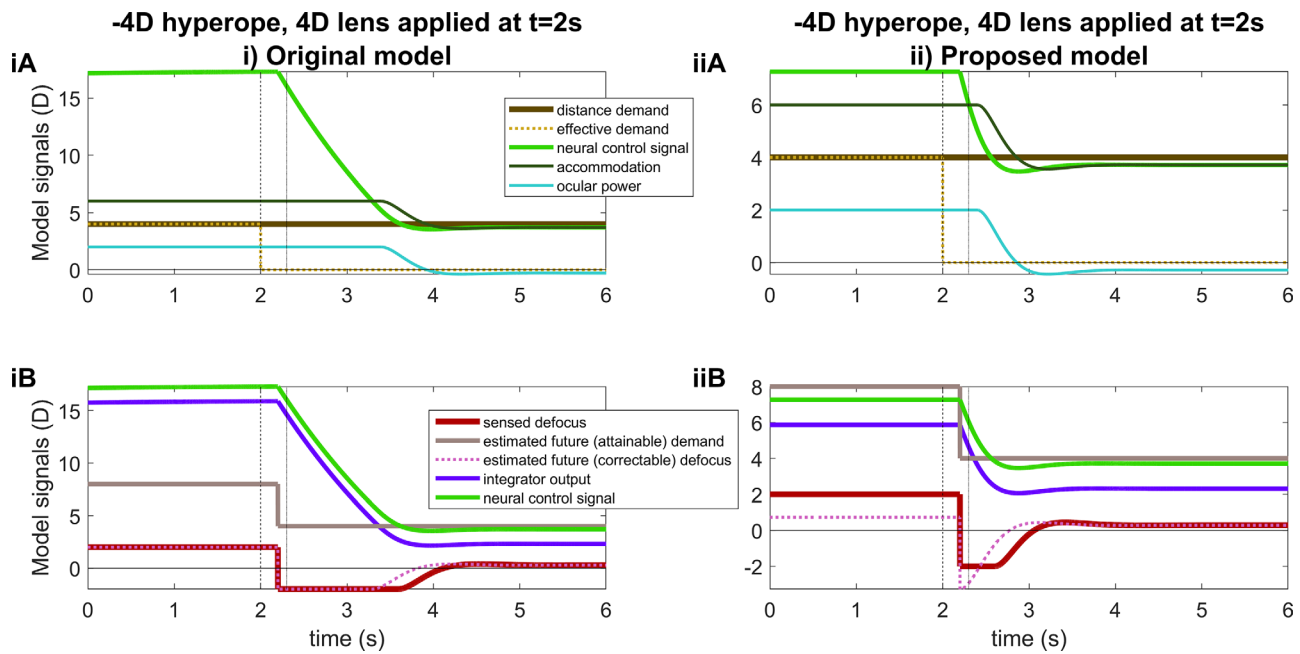 -4D hyperope, 4D lens applied at t=2s
i) Original model
iA
Model signals (D)
15
10
5
0
0 1 2 3 4 5 6
distance demand
effective demand
neural control signal
accommodation
ocular power
-4D hyperope, 4D lens applied at t=2s
ii) Proposed model
iiA
6
4
2
0
0 1 2 3 4 5 6
iB
Model signals (D)
15
10
5
0
0 1 2 3 4 5 6
time (s)
sensed defocus
estimated future (attainable) demand
estimated future (correctable) defocus
integrator output
neural control signal
iiB
8
6
4
2
0
-2
0 1 2 3 4 5 6
time (s)